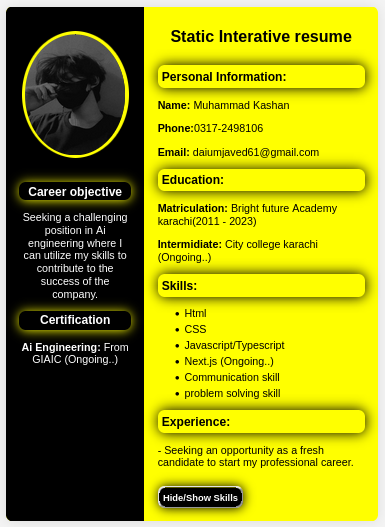 Career objective
Seeking a challenging
position in Ai
engineering where I
can utilize my skills to
contribute to the
success of the
company.
Certification
Ai Engineering: From
GIAIC (Ongoing..)
Static Interative resume
Personal Information:
Name: Muhammad Kashan
Phone:0317-2498106
Email: daiumjaved61@gmail.com
Education:
Matriculation: Bright future Academy
karachi(2011 - 2023)
Intermidiate: City college karachi
(Ongoing..)
Skills:
• Html
• CSS
• Javascript/Typescript
• Next.js (Ongoing..)
• Communication skill
• problem solving skill
Experience:
- Seeking an opportunity as a fresh
candidate to start my professional career.
Hide/Show Skills